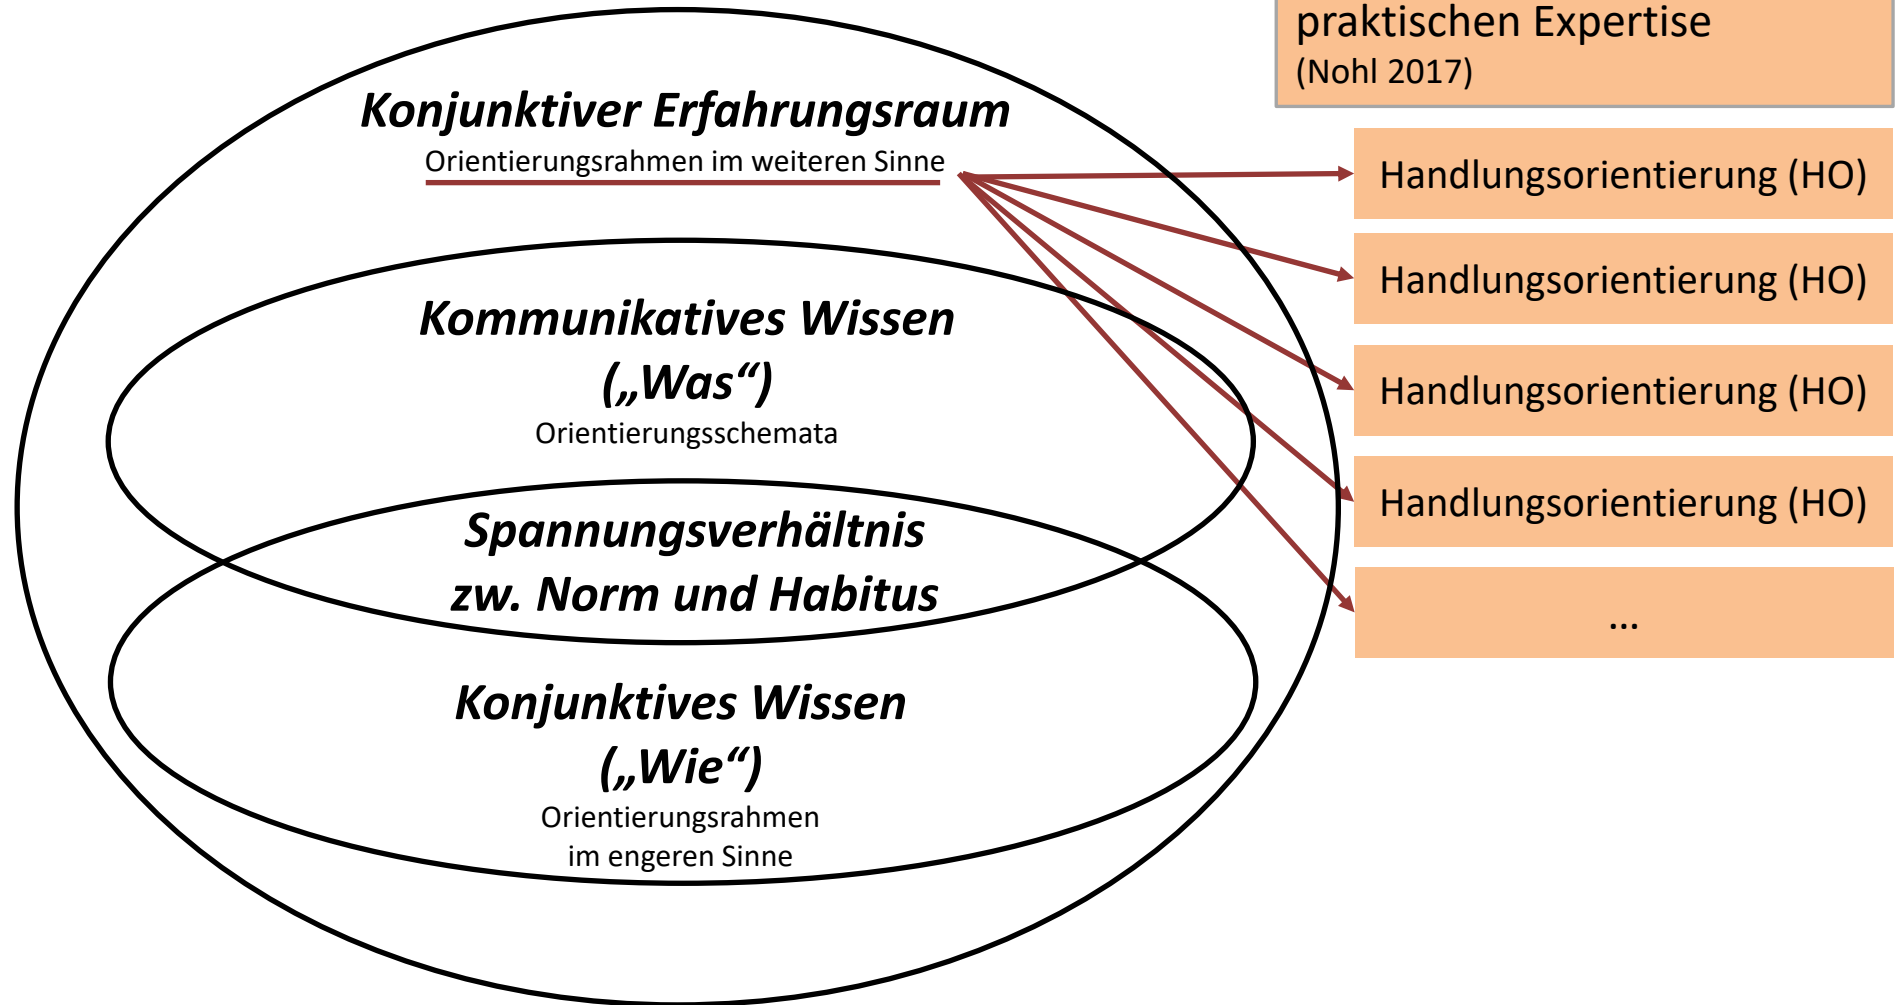 praktischen Expertise
(Nohl 2017)
Konjunktiver Erfahrungsraum
Orientierungsrahmen im weiteren Sinne
Kommunikatives Wissen
(„Was“)
Orientierungsschemata
Spannungsverhältnis
zw. Norm und Habitus
Konjunktives Wissen
(„Wie“)
Orientierungsrahmen
im engeren Sinne
Handlungsorientierung (HO)
Handlungsorientierung (HO)
Handlungsorientierung (HO)
Handlungsorientierung (HO)
...